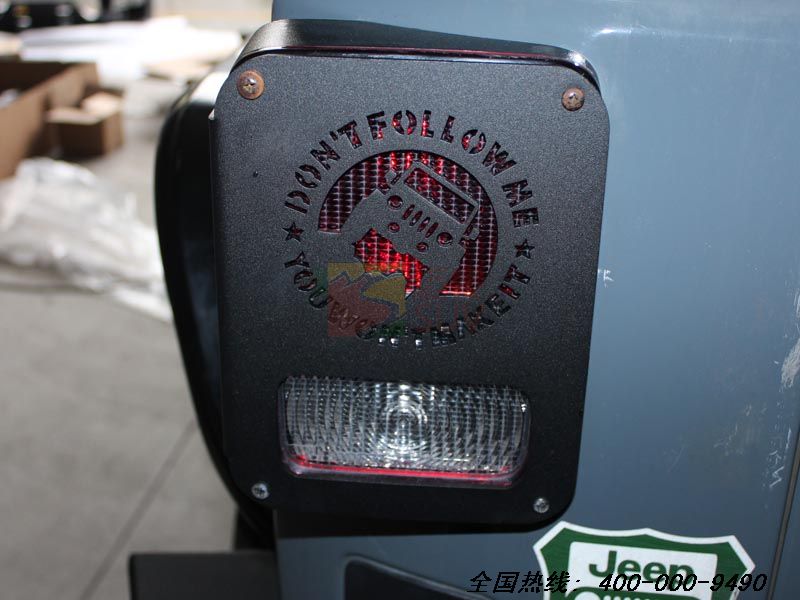 DON'T FOLLOW ME
YOU WON'T MAKE IT
Jeep
全国热线：400-000-9490